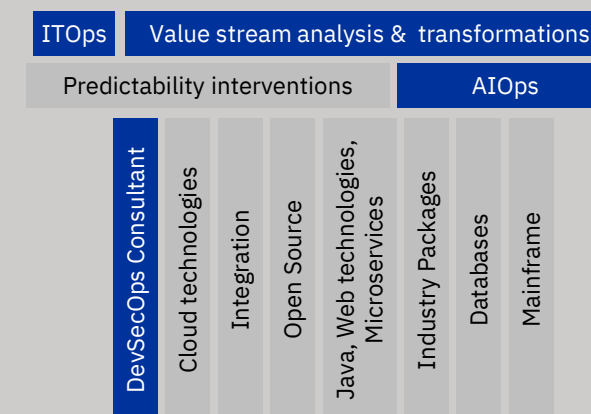 ITOps
Value stream analysis & transformations
Predictability interventions
AIOps
DevSecOps Consultant
Cloud technologies
Integration
Open Source
Java, Web technologies,
Microservices
Industry Packages
Databases
Mainframe